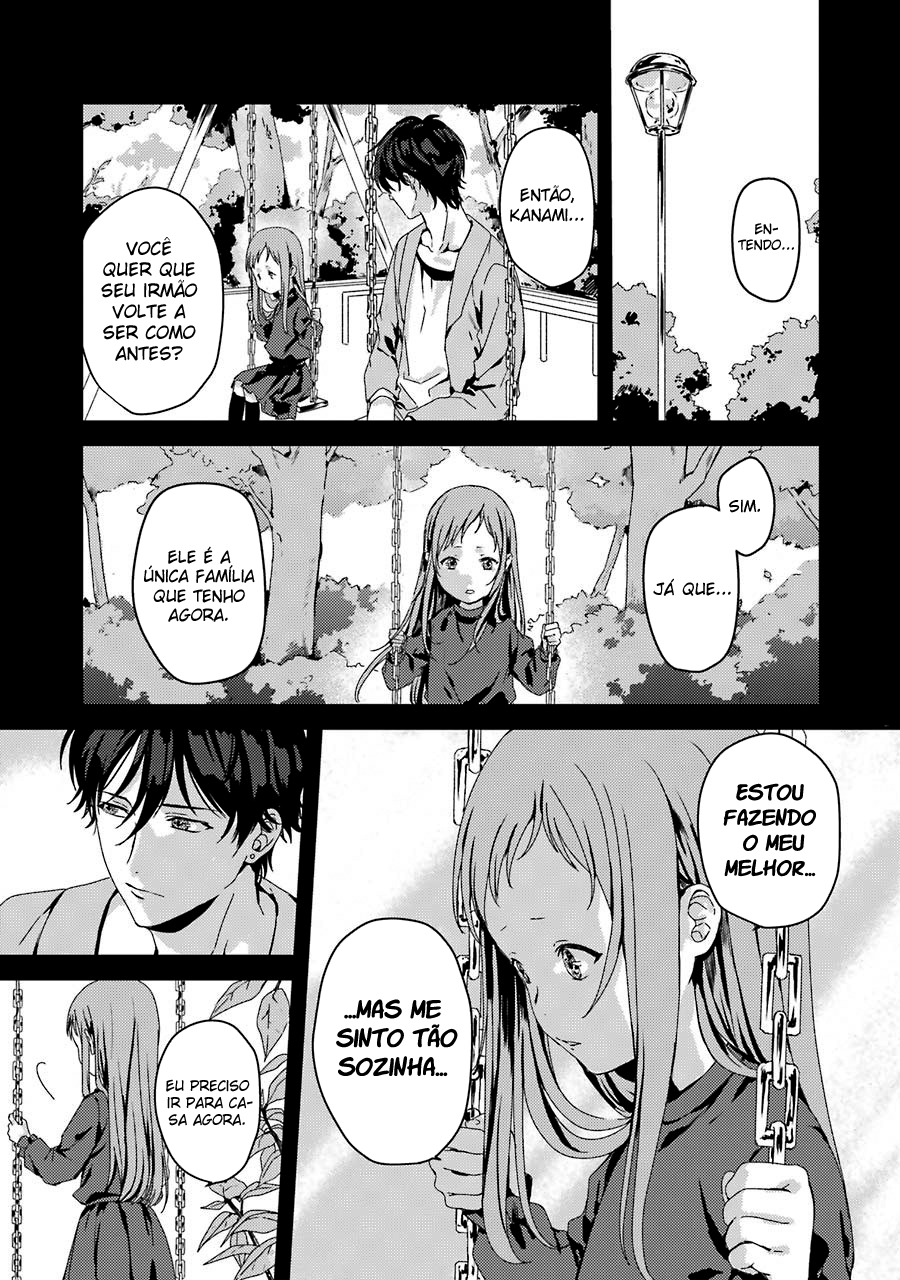 EN-
TENDO...
ENTÃO,
KANAMI...
VOCÊ
QUER QUE
SEU IRMÃO
VOLTE A
SER COMO
ANTES?
SIM.
JÁ QUE...
ELE É A
ÚNICA FAMÍLIA
QUE TENHO
AGORA.
ESTOU
FAZENDO
O MEU
MELHOR...
...MAS ME
SINTO TÃO
SOZINHA...
EU PRECISO
IR PARA CA-
SA AGORA.